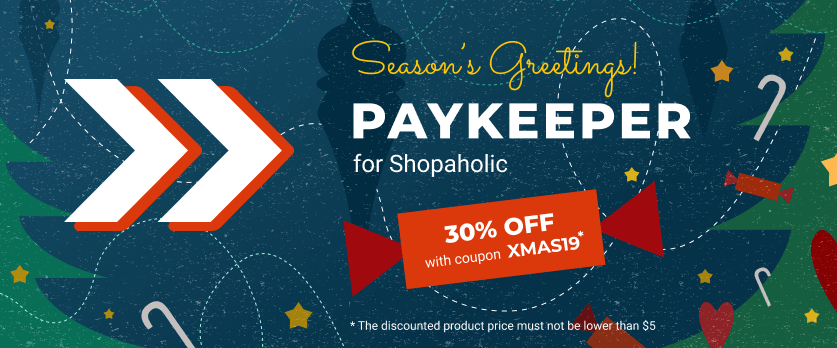 Season's Greetings!
PAYKEEPER
for Shopaholic
30% OFF
with coupon XMAS19*
* The discounted product price must not be lower than $5